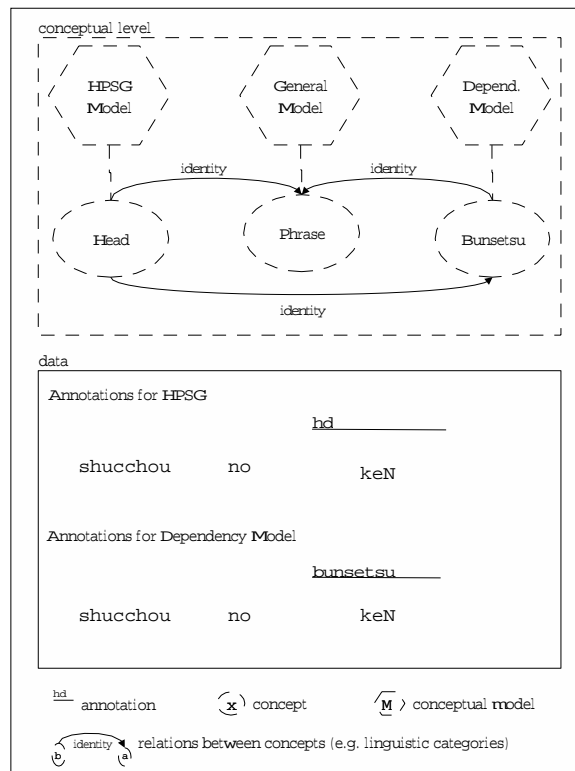 conceptual level
HPSG Model
General Model
Depend. Model
identity
identity
Head
Phrase
Bunsetsu
identity
data
Annotations for HPSG
hd
shucchou no keN
Annotations for Dependency Model
bunsetsu
shucchou no keN
hd annotation
x concept
M conceptual model
b identity a relations between concepts (e.g. linguistic categories)